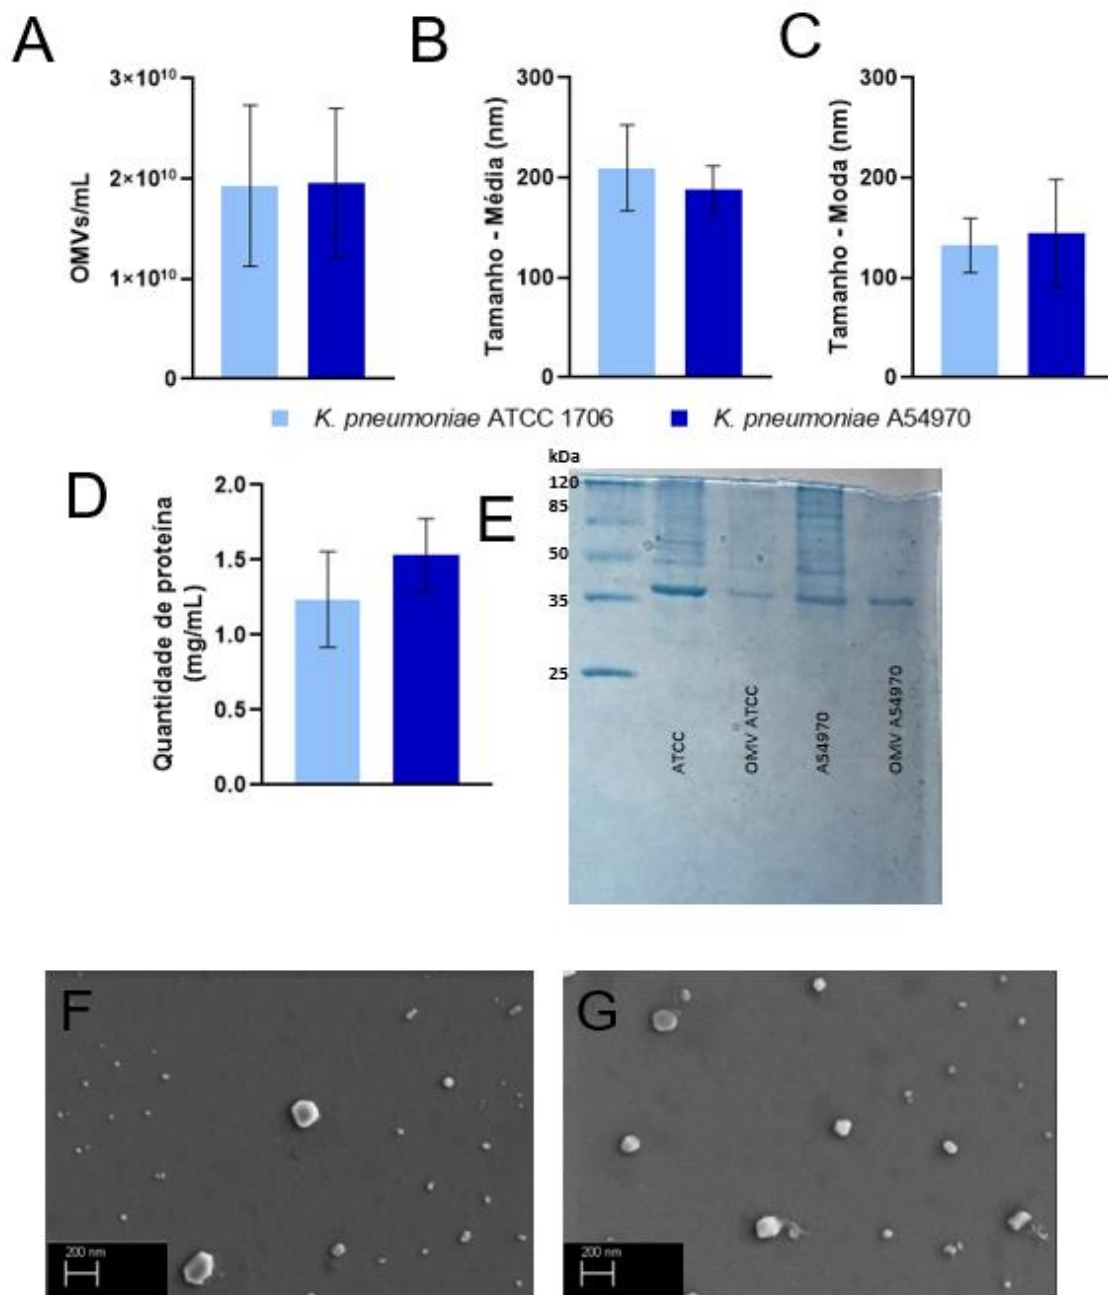 A
B
C
3×10¹⁰
2×10¹⁰
1×10¹⁰
0
OMVs/mL
300
200
100
0
Tamanho - Média (nm)
300
200
100
0
Tamanho - Moda (nm)
K. pneumoniae ATCC 1706
K. pneumoniae A54970
D
2.0
1.5
1.0
0.5
0.0
Quantidade de proteína
(mg/mL)
E
kDa
120
85
50
35
25
ATCC
OMV ATCC
A54970
OMV A54970
F
200 nm
G
200 nm